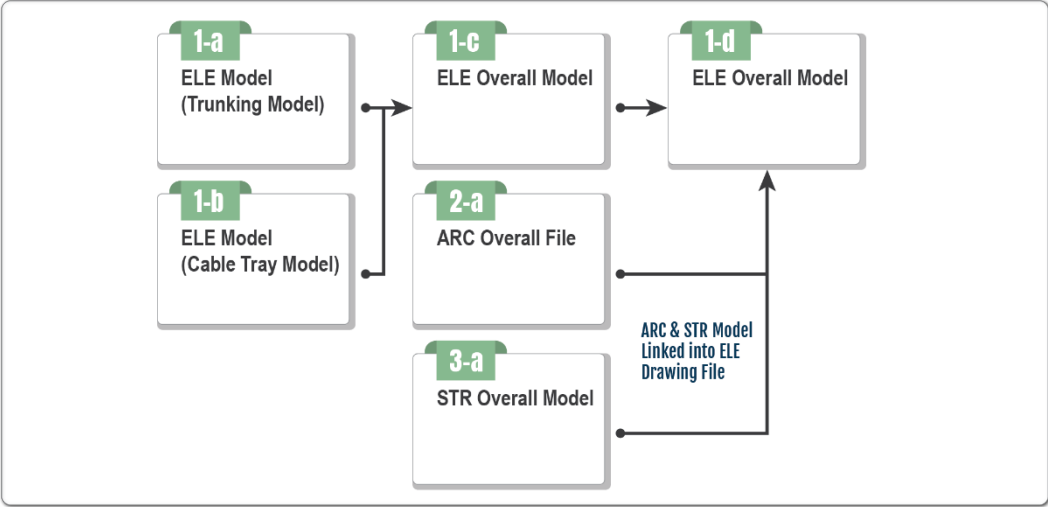 1-a
ELE Model
(Trunking Model)
1-c
ELE Overall Model
1-d
ELE Overall Model
1-b
ELE Model
(Cable Tray Model)
2-a
ARC Overall File
3-a
STR Overall Model
ARC & STR Model
Linked into ELE
Drawing File